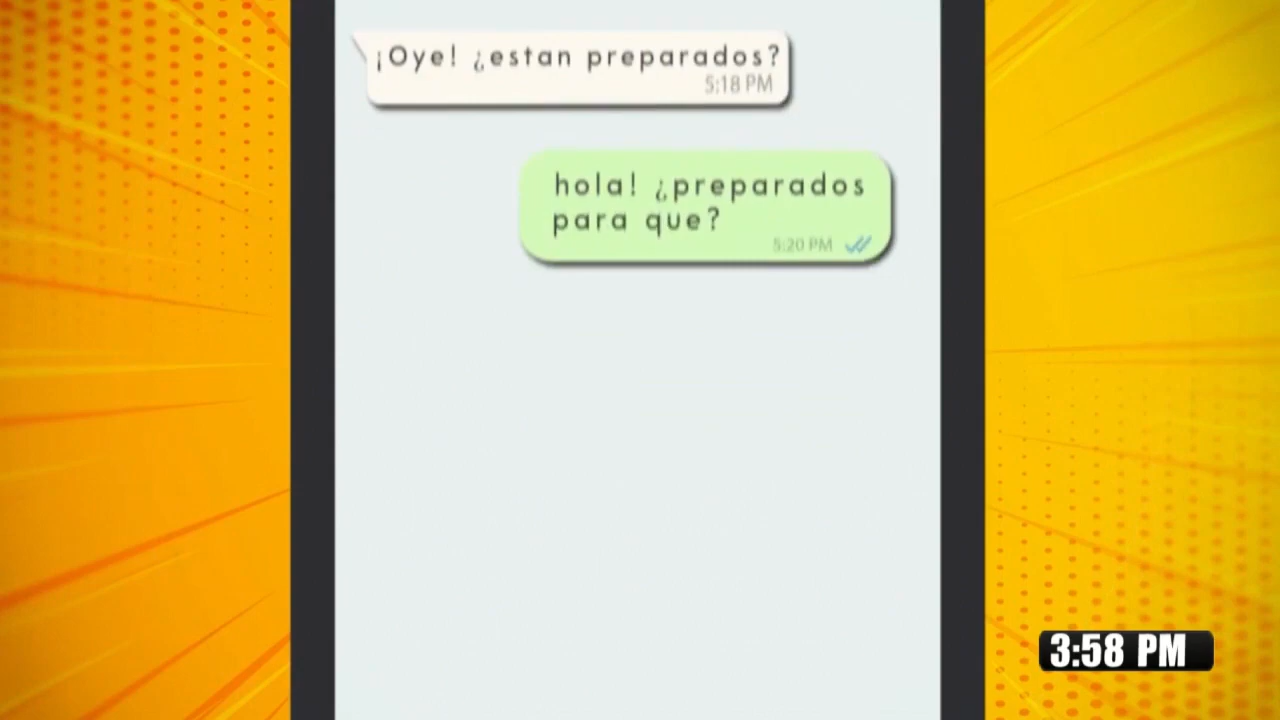 ¡Oye! ¿estan preparados?
5:18 PM
hola! ¿preparados
para que?
5:20 PM
3:58 PM